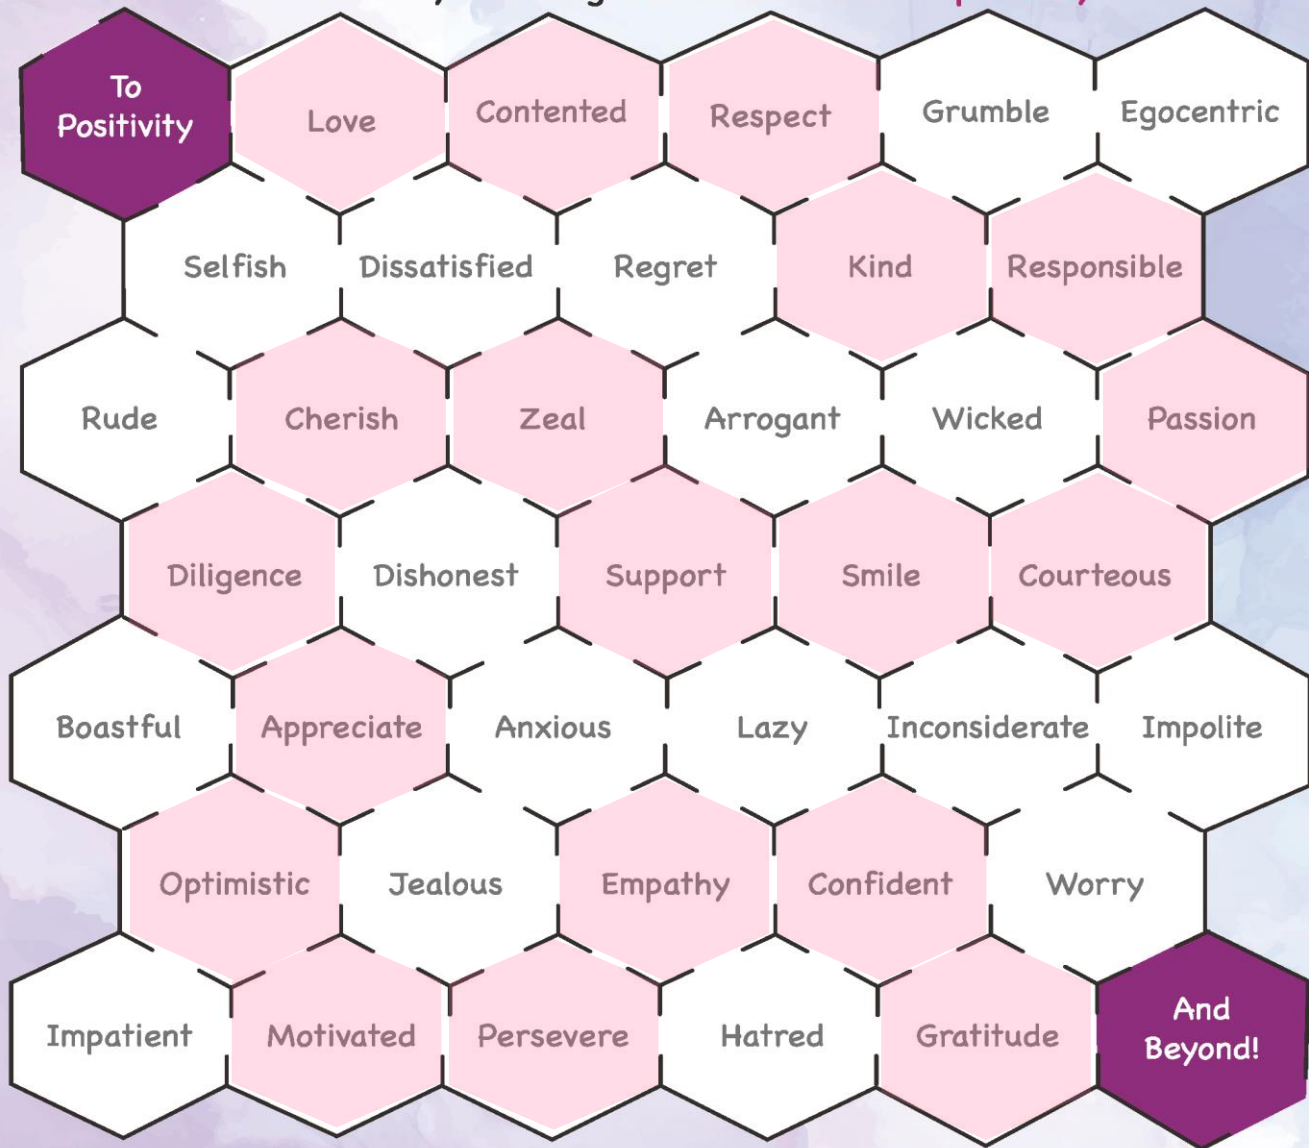 To
Positivity
Love
Contented
Respect
Grumble
Egocentric
Selfish
Dissatisfied
Regret
Kind
Responsible
Rude
Cherish
Zeal
Arrogant
Wicked
Passion
Diligence
Dishonest
Support
Smile
Courteous
Boastful
Appreciate
Anxious
Lazy
Inconsiderate
Impolite
Optimistic
Jealous
Empathy
Confident
Worry
Impatient
Motivated
Persevere
Hatred
Gratitude
And
Beyond!